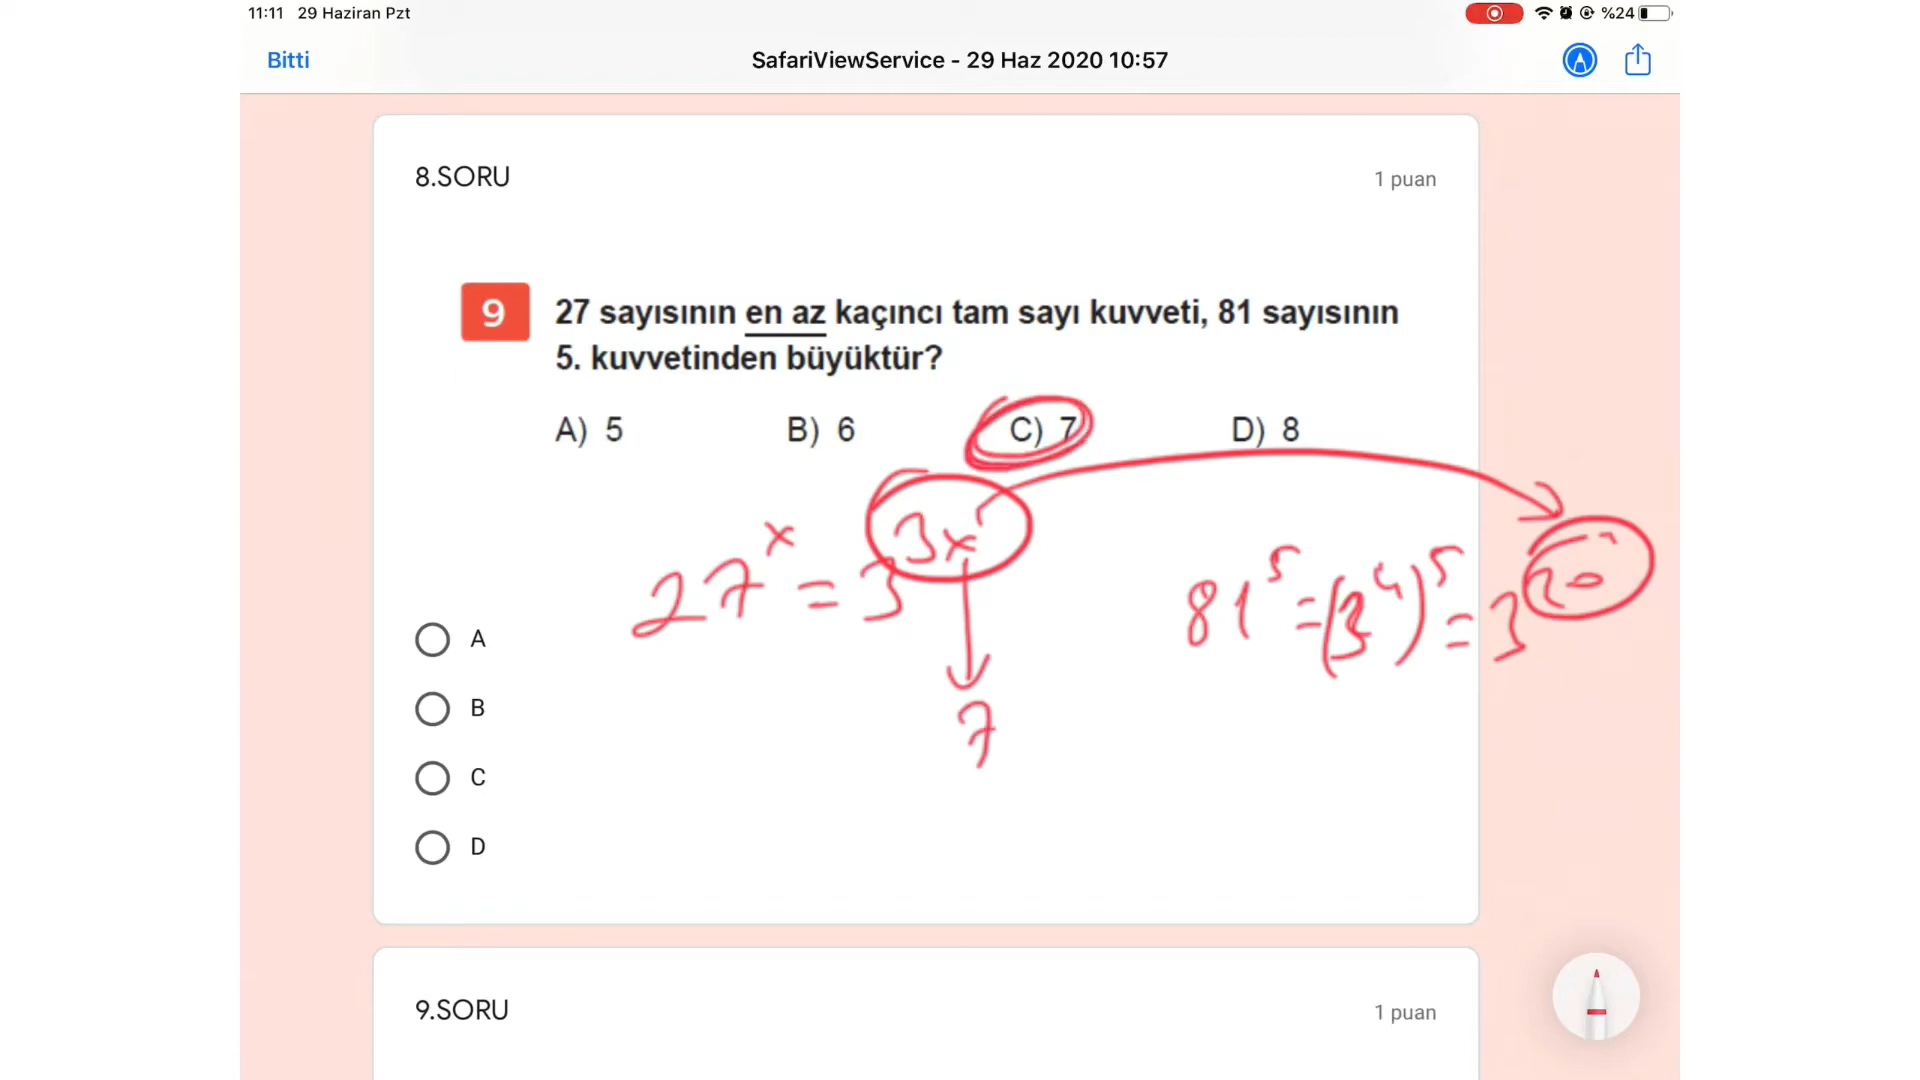 11:11 29 Haziran Pzt
%24
Bitti
SafariViewService - 29 Haz 2020 10:57
8.SORU
1 puan
9
27 sayısının en az kaçıncı tam sayı kuvveti, 81 sayısının
5. kuvvetinden büyüktür?
A) 5 B) 6 C) 7 D) 8
27^x = 3^3x
81^5 = (3^4)^5 = 3^20
7
A
B
C
D
9.SORU
1 puan